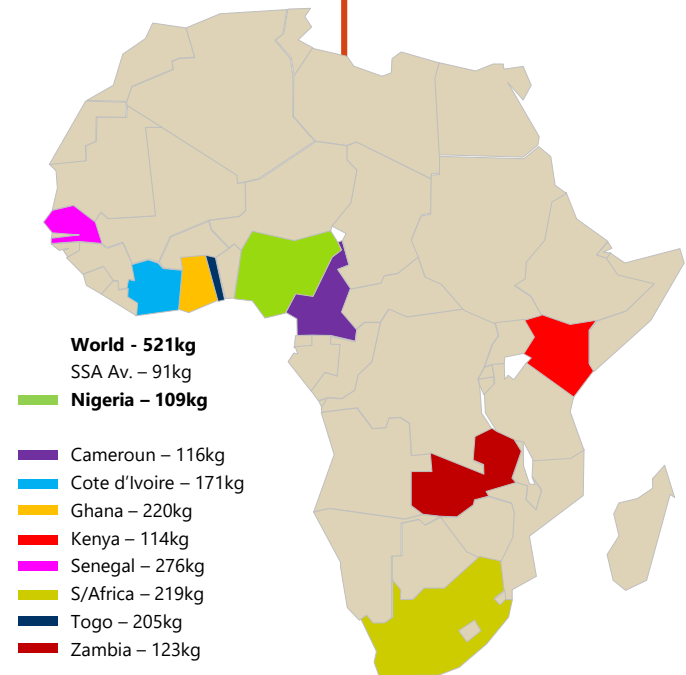 World - 521kg
SSA Av. – 91kg
Nigeria – 109kg
Cameroun – 116kg
Cote d'Ivoire – 171kg
Ghana – 220kg
Kenya – 114kg
Senegal – 276kg
S/Africa – 219kg
Togo – 205kg
Zambia – 123kg